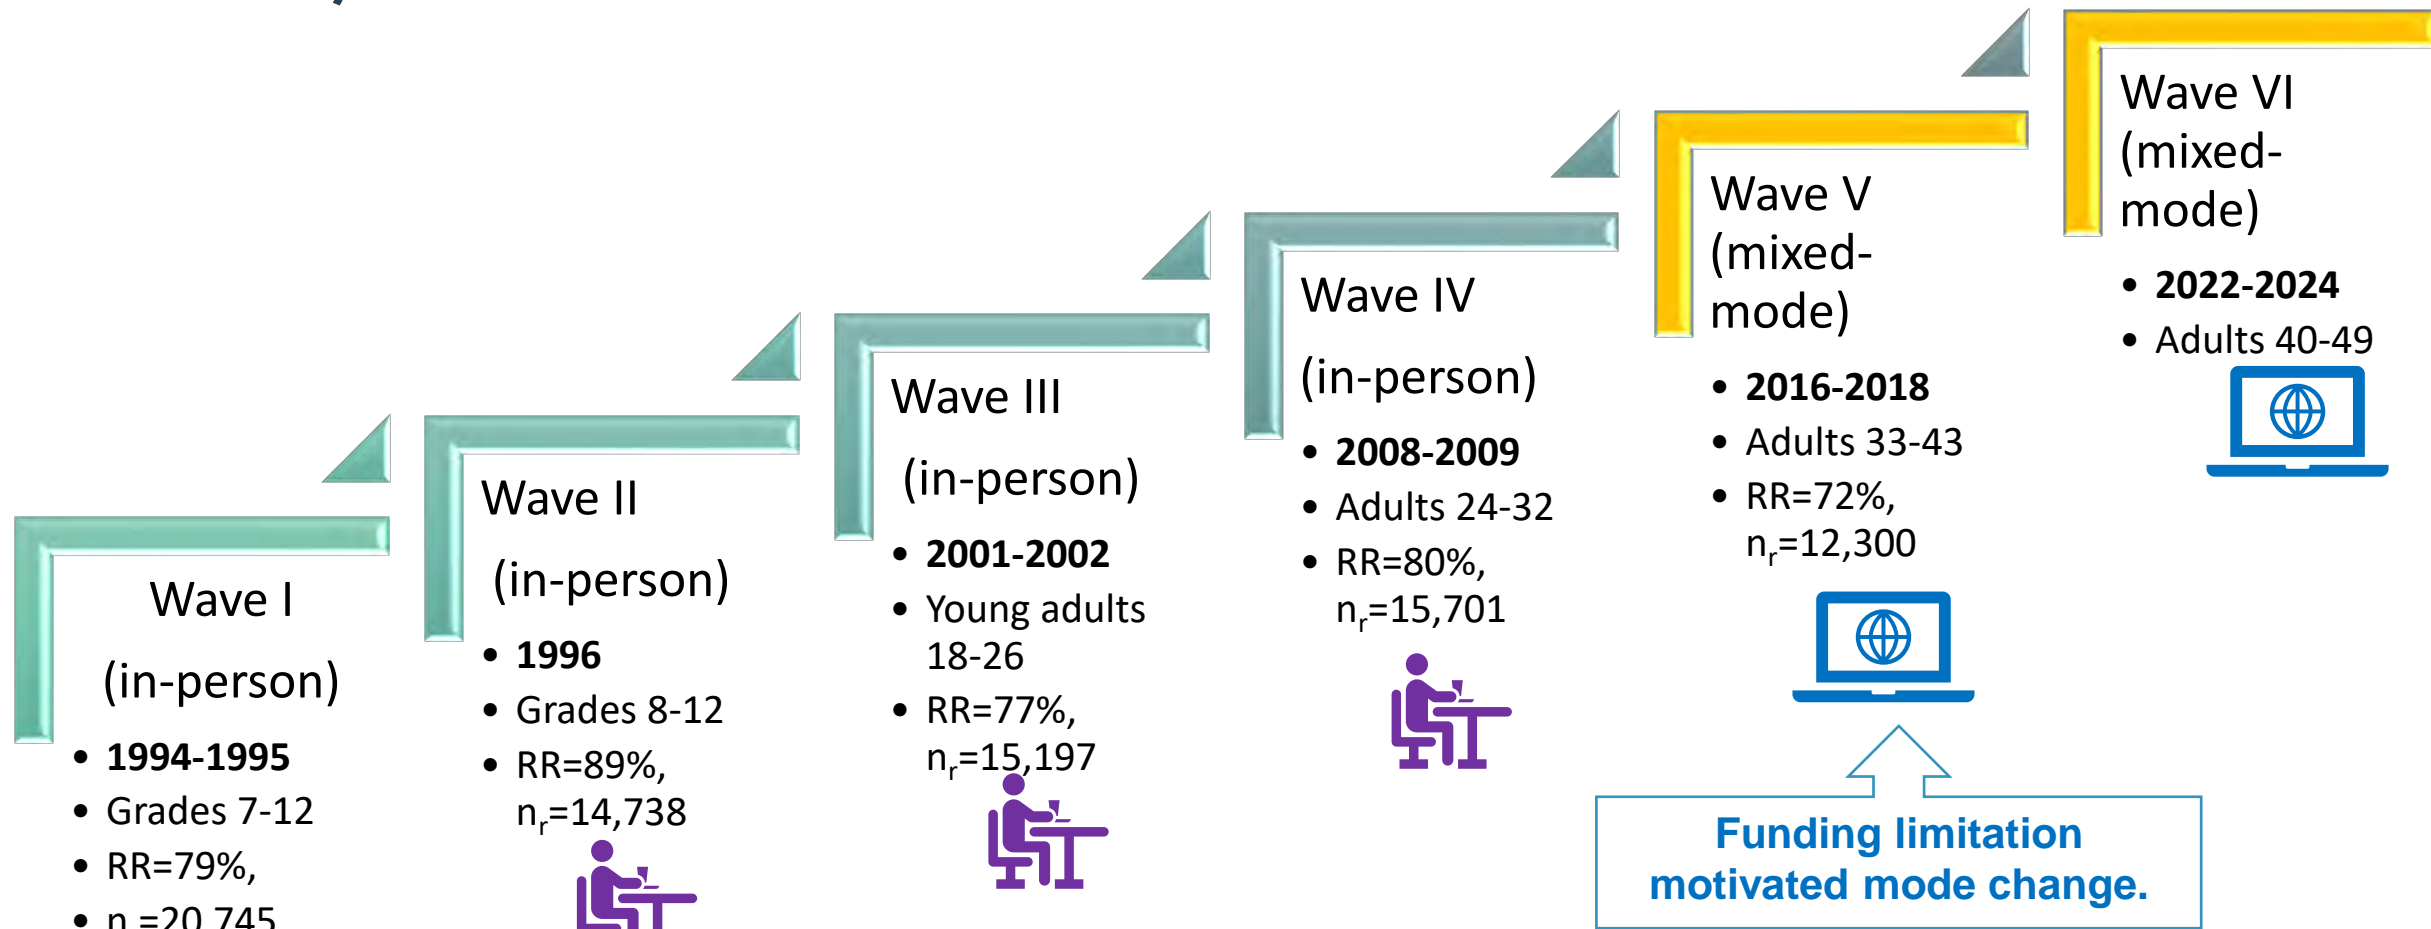 Wave I
(in-person)
• 1994-1995
• Grades 7-12
• RR=79%,
• n =20,745
Wave II
(in-person)
• 1996
• Grades 8-12
• RR=89%,
nr=14,738
Wave III
(in-person)
• 2001-2002
• Young adults
18-26
• RR=77%,
nr=15,197
Wave IV
(in-person)
• 2008-2009
• Adults 24-32
• RR=80%,
nr=15,701
Wave V
(mixed-
mode)
• 2016-2018
• Adults 33-43
• RR=72%,
nr=12,300
Wave VI
(mixed-
mode)
• 2022-2024
• Adults 40-49
Funding limitation
motivated mode change.